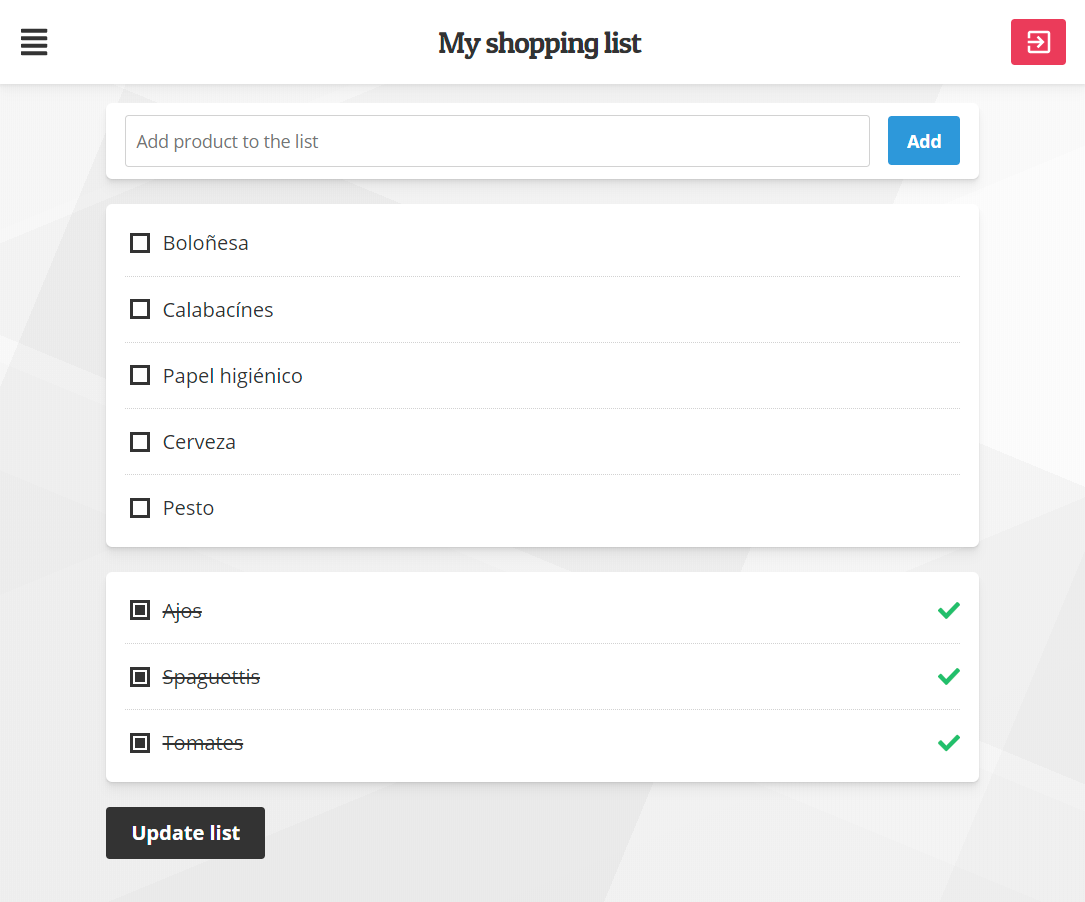 My shopping list
Add product to the list
Add
Boloñesa
Calabacínes
Papel higiénico
Cerveza
Pesto
Ajos
Spaguettis
Tomates
Update list